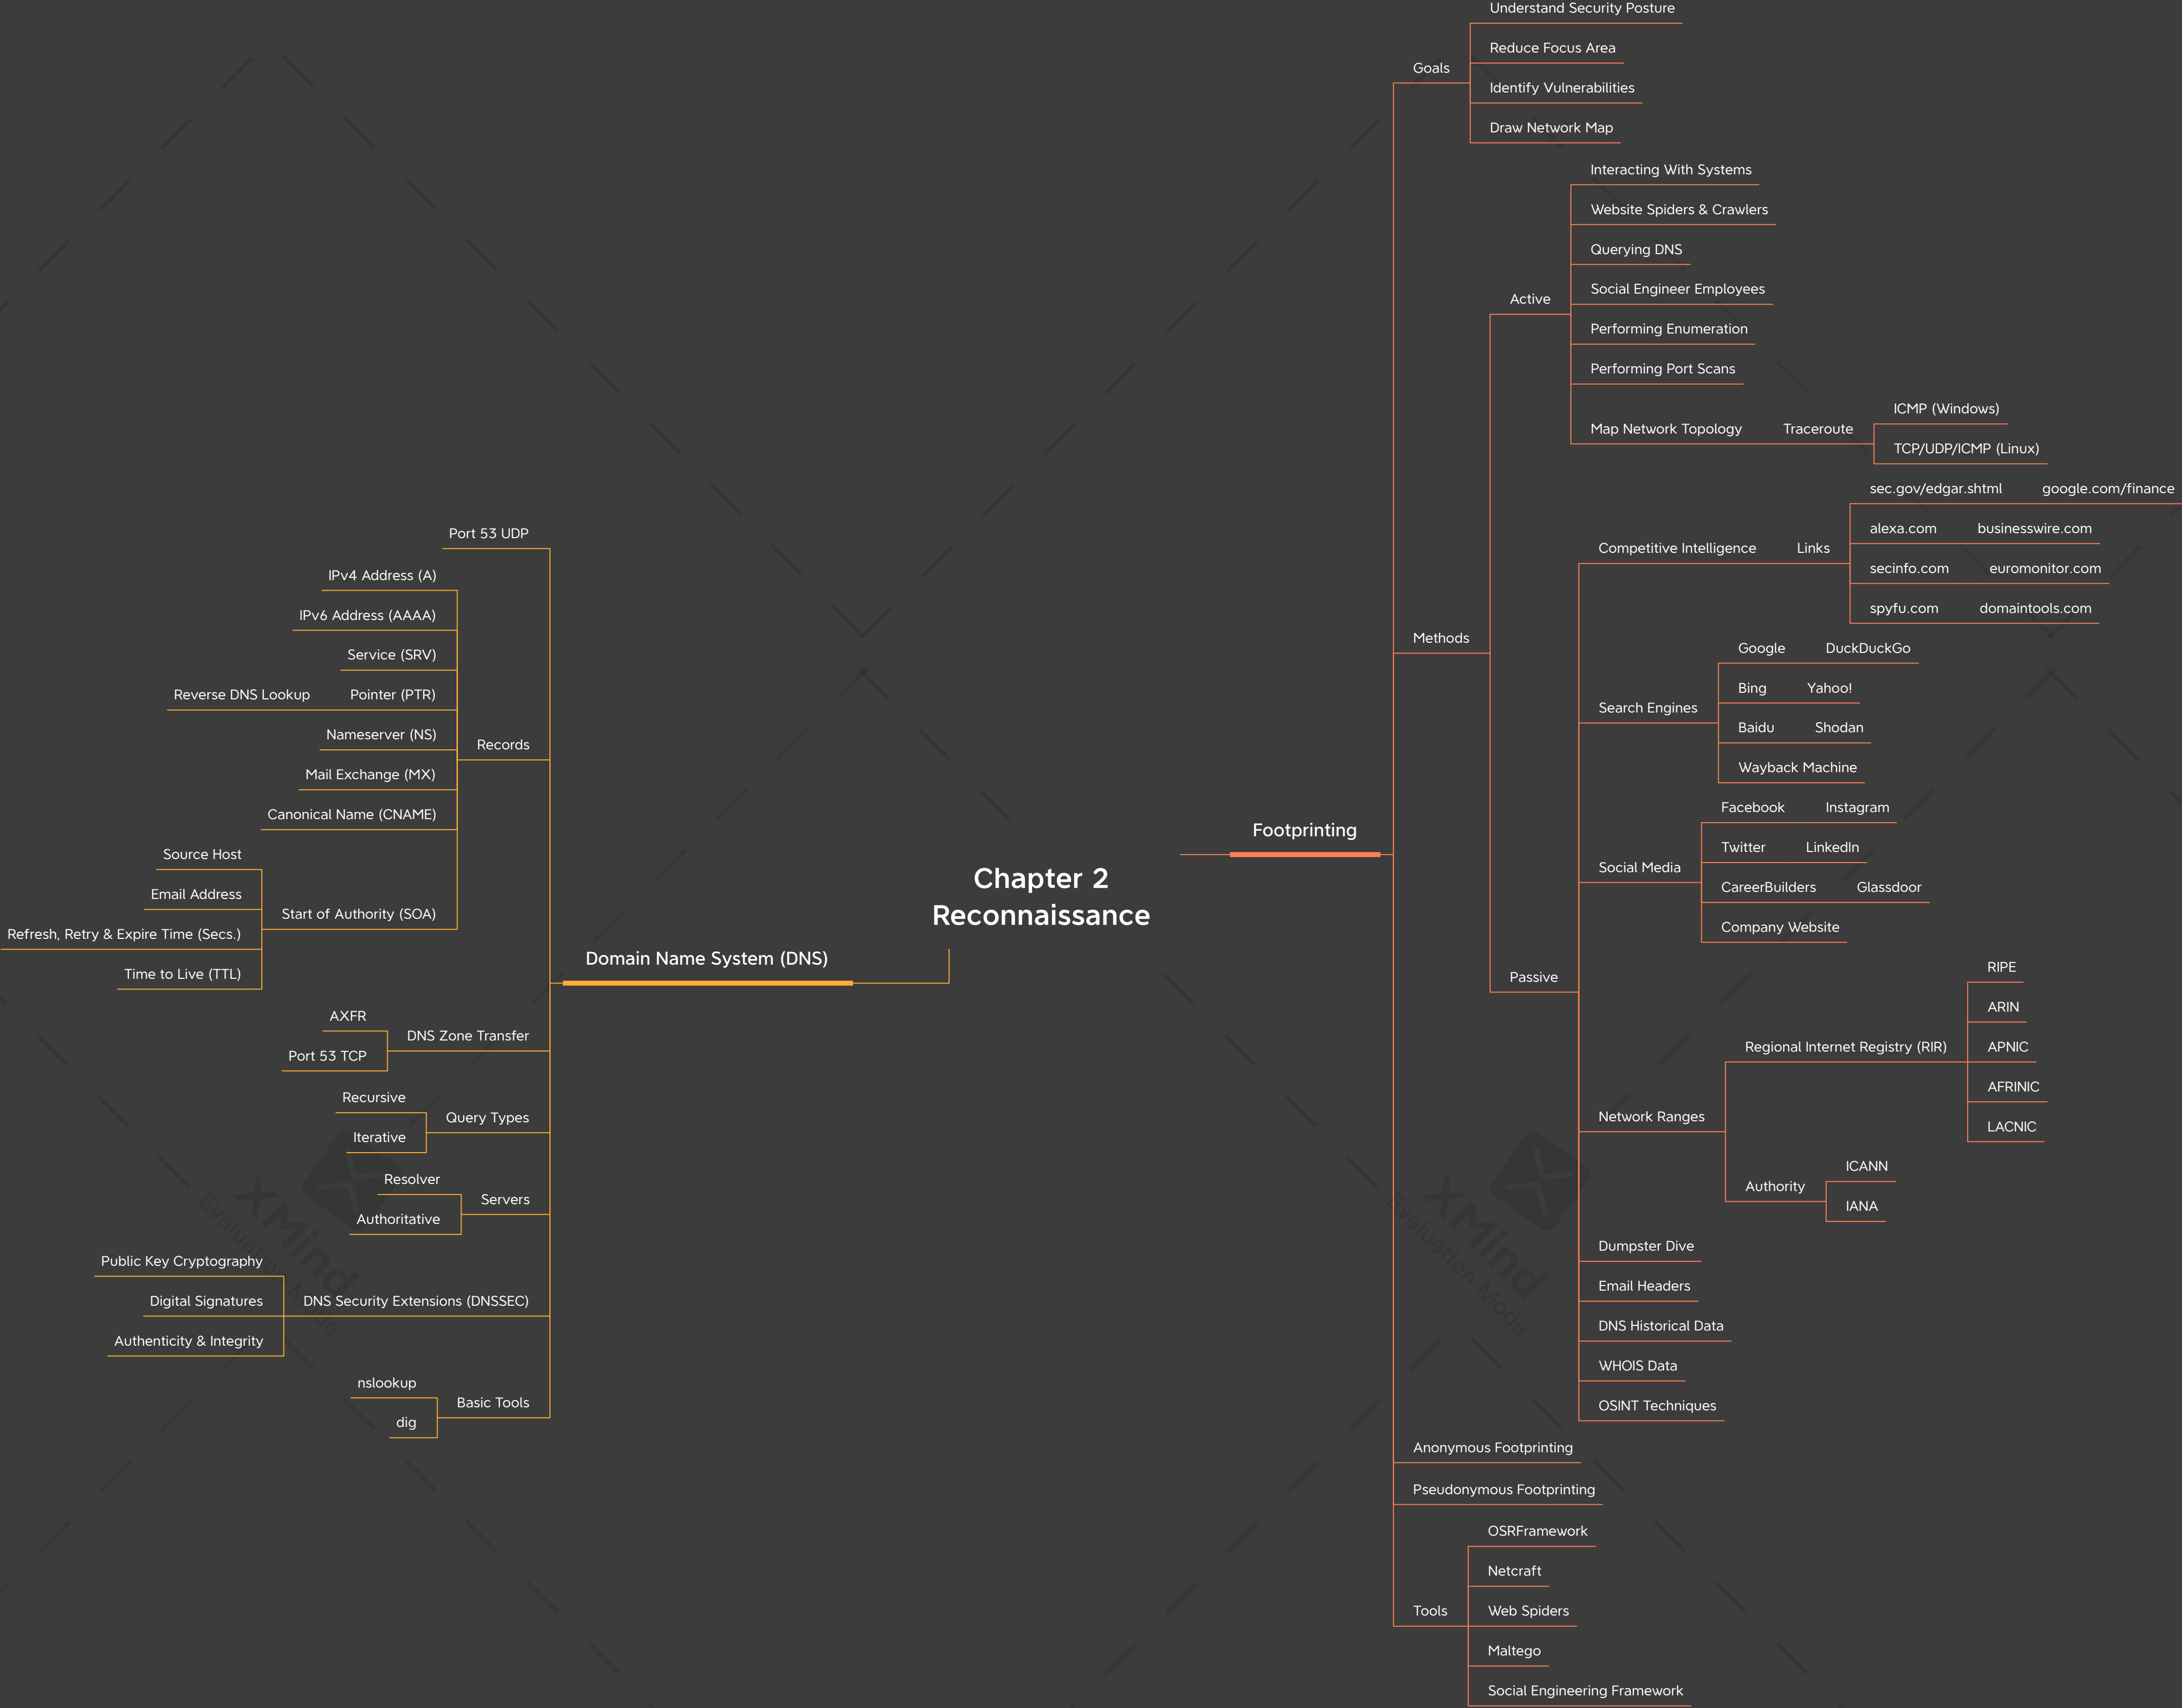 Chapter 2
Reconnaissance
Footprinting
Goals
Understand Security Posture
Reduce Focus Area
Identify Vulnerabilities
Draw Network Map
Methods
Active
Interacting With Systems
Website Spiders & Crawlers
Querying DNS
Social Engineer Employees
Performing Enumeration
Performing Port Scans
Map Network Topology
Traceroute
ICMP (Windows)
TCP/UDP/ICMP (Linux)
Passive
Competitive Intelligence
Links
sec.gov/edgar.shtml
google.com/finance
alexa.com
businesswire.com
secinfo.com
euromonitor.com
spyfu.com
domaintools.com
Search Engines
Google
DuckDuckGo
Bing
Yahoo!
Baidu
Shodan
Wayback Machine
Social Media
Facebook
Instagram
Twitter
LinkedIn
CareerBuilders
Glassdoor
Company Website
Network Ranges
Regional Internet Registry (RIR)
RIPE
ARIN
APNIC
AFRINIC
LACNIC
Authority
ICANN
IANA
Dumpster Dive
Email Headers
DNS Historical Data
WHOIS Data
OSINT Techniques
Anonymous Footprinting
Pseudonymous Footprinting
Tools
OSRFramework
Netcraft
Web Spiders
Maltego
Social Engineering Framework
Domain Name System (DNS)
Port 53 UDP
Records
IPv4 Address (A)
IPv6 Address (AAAA)
Service (SRV)
Pointer (PTR)
Reverse DNS Lookup
Nameserver (NS)
Mail Exchange (MX)
Canonical Name (CNAME)
Start of Authority (SOA)
Source Host
Email Address
Refresh, Retry & Expire Time (Secs.)
Time to Live (TTL)
DNS Zone Transfer
AXFR
Port 53 TCP
Query Types
Recursive
Iterative
Servers
Resolver
Authoritative
DNS Security Extensions (DNSSEC)
Public Key Cryptography
Digital Signatures
Authenticity & Integrity
Basic Tools
nslookup
dig
XMind
Evaluation Mode
XMind
Evaluation Mode